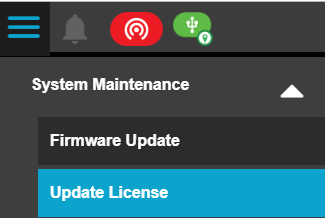 System Maintenance
Firmware Update
Update License